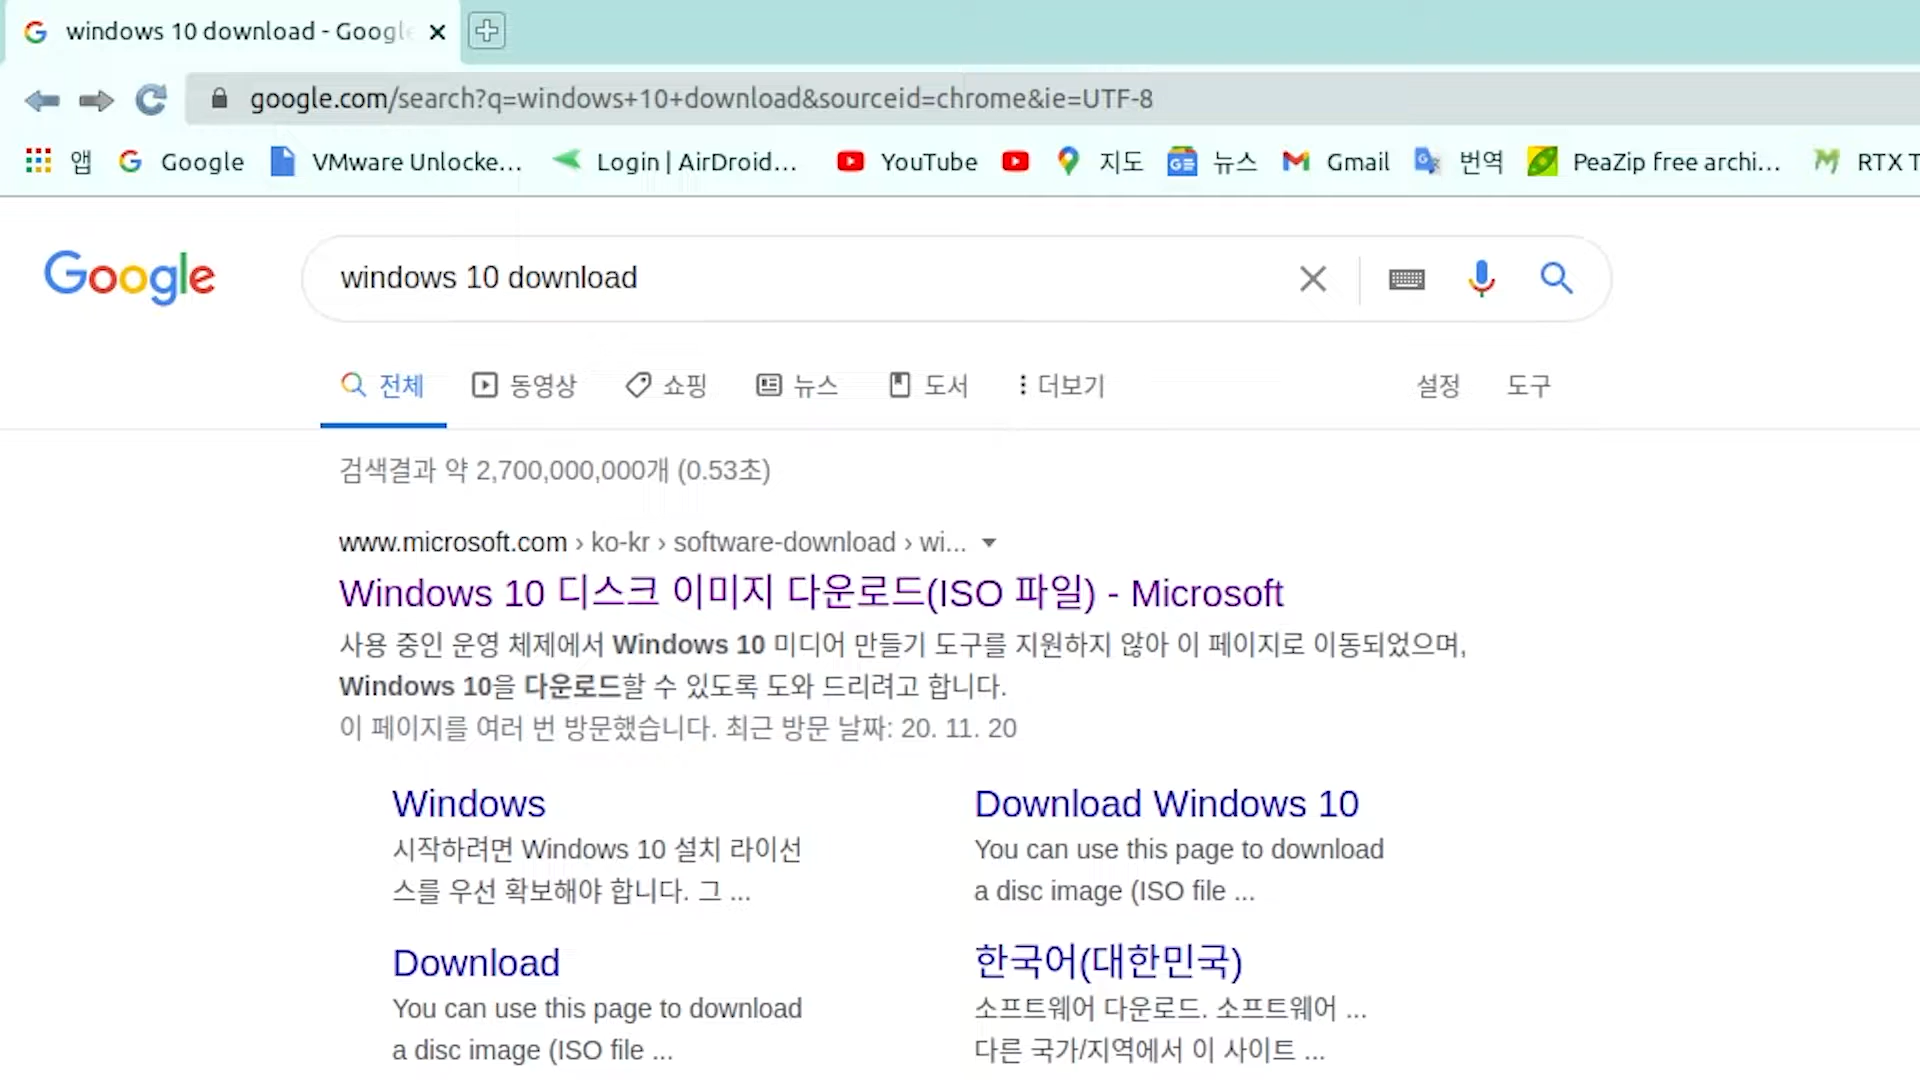 windows 10 download - Google
google.com/search?q=windows+10+download&sourceid=chrome&ie=UTF-8
앱 Google VMware Unlocke... Login | AirDroid... YouTube 지도 뉴스 Gmail 번역 PeaZip free archi... RTX T
Google windows 10 download
전체 동영상 쇼핑 뉴스 도서 더보기 설정 도구
검색결과 약 2,700,000,000개 (0.53초)
www.microsoft.com › ko-kr › software-download › wi...
Windows 10 디스크 이미지 다운로드(ISO 파일) - Microsoft
사용 중인 운영 체제에서 Windows 10 미디어 만들기 도구를 지원하지 않아 이 페이지로 이동되었으며,
Windows 10을 다운로드할 수 있도록 도와 드리려고 합니다.
이 페이지를 여러 번 방문했습니다. 최근 방문 날짜: 20. 11. 20
Windows
시작하려면 Windows 10 설치 라이선
스를 우선 확보해야 합니다. 그 ...
Download Windows 10
You can use this page to download
a disc image (ISO file ...
Download
You can use this page to download
a disc image (ISO file ...
한국어(대한민국)
소프트웨어 다운로드. 소프트웨어 ...
다른 국가/지역에서 이 사이트 ...